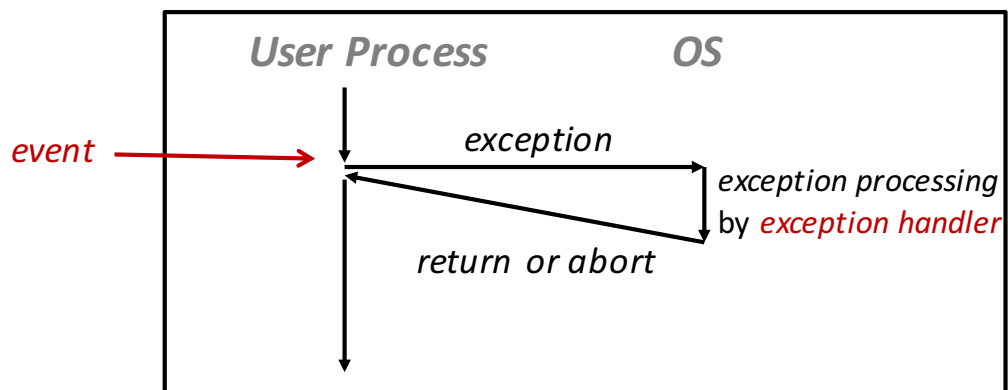 User Process OS
event
exception
exception processing
by exception handler
return or abort